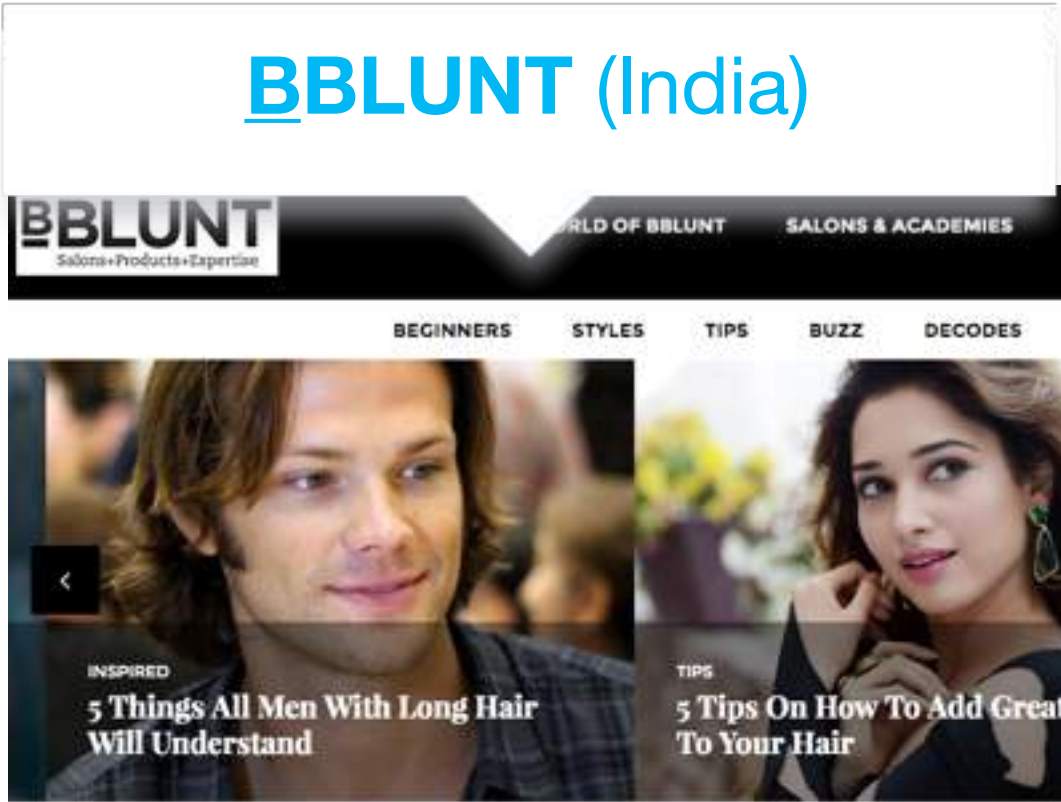 BBLUNT (India)
BBLUNT
Salons+Products+Expertise
RLD OF BBLUNT
SALONS & ACADEMIES
BEGINNERS STYLES TIPS BUZZ DECODES
INSPIRED
5 Things All Men With Long Hair
Will Understand
TIPS
5 Tips On How To Add Great
To Your Hair